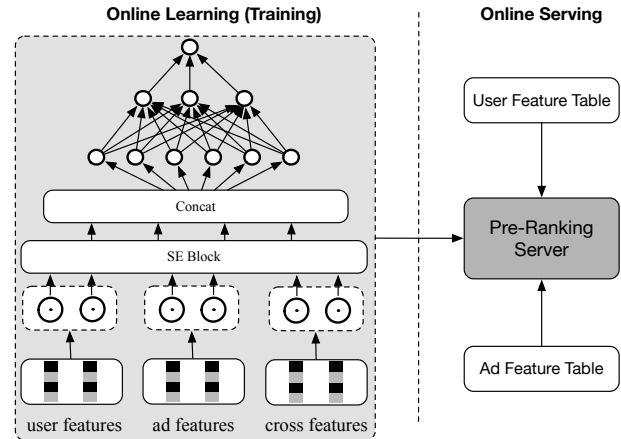 Online Learning (Training)
Online Serving
User Feature Table
Concat
Pre-Ranking
Server
SE Block
Ad Feature Table
user features
ad features
cross features